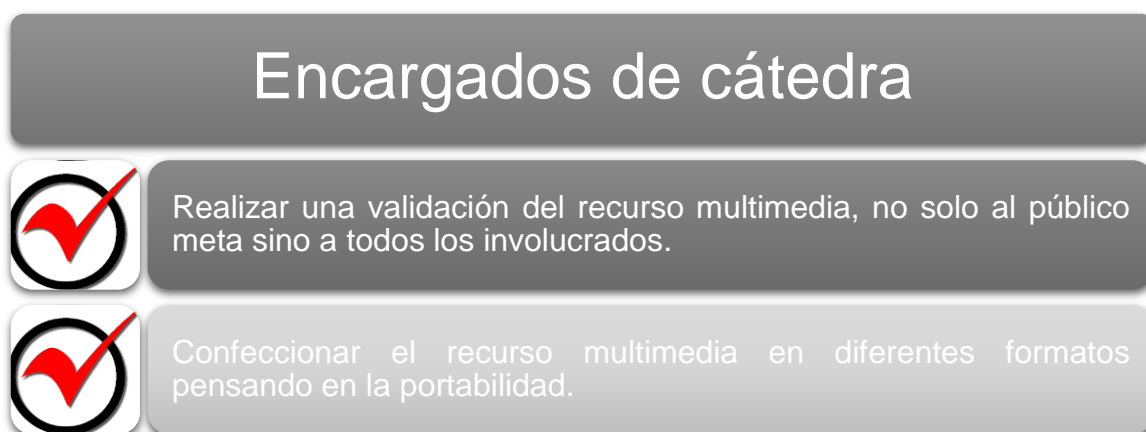 Encargados de cátedra
Realizar una validación del recurso multimedia, no solo al público
meta sino a todos los involucrados.
Confeccionar el recurso multimedia en diferentes formatos
pensando en la portabilidad.